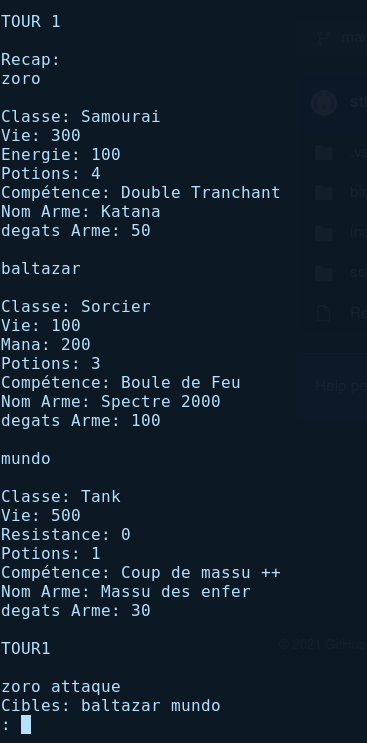 TOUR 1
Recap:
zoro
Classe: Samourai
Vie: 300
Energie: 100
Potions: 4
Compétence: Double Tranchant
Nom Arme: Katana
degats Arme: 50
baltazar
Classe: Sorcier
Vie: 100
Mana: 200
Potions: 3
Compétence: Boule de Feu
Nom Arme: Spectre 2000
degats Arme: 100
mundo
Classe: Tank
Vie: 500
Resistance: 0
Potions: 1
Compétence: Coup de massu ++
Nom Arme: Massu des enfer
degats Arme: 30
TOUR1
zoro attaque
Cibles: baltazar mundo
: